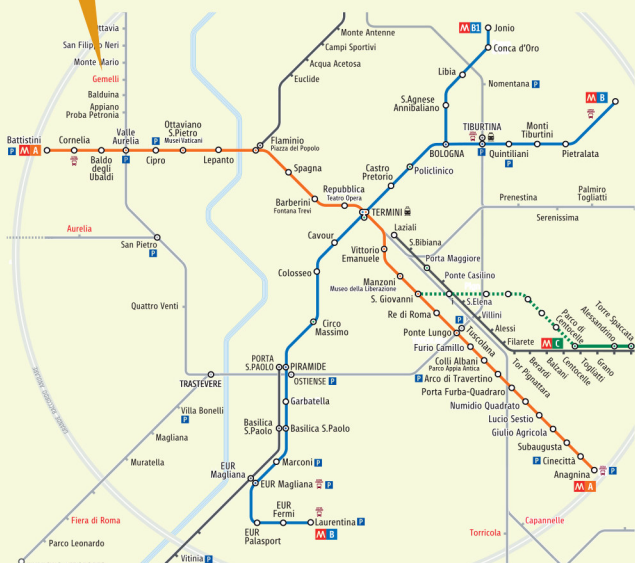 Ottavia
San Filippo Neri
Monte Mario
Gemelli
Balduina
Appiano
Proba Petronia
Monte Antenne
Campi Sportivi
Acqua Acetosa
Euclide
M B1
Jonio
Conca d'Oro
Libia
Nomentana P
S.Agnese
Annibaliano
M B
TIBURTINA
Monti
Tiburtini
BOLOGNA
P
Quintiliani
P
Pietralata
Battistini
P M A
Cornelia
Baldo
degli
Ubaldi
Valle
Aurelia
P
P
Cipro
Ottaviano
S.Pietro
Musei Vaticani
Lepanto
Flaminio
Piazza del Popolo
Spagna
Castro
Pretorio
Policlinico
Repubblica
Teatro Opera
Barberini
Fontana Trevi
TERMINI
Prenestina
Palmiro
Togliatti
Serenissima
Laziali
S.Bibiana
Porta Maggiore
Ponte Casilino
S.Elena
Villini
Alessi
Filarete
Aurelia
San Pietro
P
Cavour
Vittorio
Emanuele
Colosseo
Manzoni
Museo della Liberazione
S. Giovanni
Quattro Venti
Circo
Massimo
Re di Roma
Ponte Lungo
P
Tuscolana
Furio Camillo
Colli Albani
Parco Appia Antica
P Arco di Travertino
Porta Furba-Quadraro
Numidio Quadrato
Lucio Sestio
Giulio Agricola
Subaugusta
P Cinecittà
Anagnina
P
M A
M C
Parco di
Centocelle
Alessandrino
Torre Spaccata
Tor Pignattara
Berardi
Balzani
Centocelle
Togliatti
Grano
PORTA
S.PAOLO
PIRAMIDE
OSTIENSE P
TRASTEVERE
Garbatella
Villa Bonelli
P
Basilica
S.Paolo
Basilica S.Paolo
Magliana
Muratella
Marconi P
EUR
Magliana
EUR Magliana P
EUR
Fermi
EUR
Palasport
Laurentina P
M B
Fiera di Roma
Parco Leonardo
Vitinia P
Torricola
Capannelle
GRANDE RACCORDO ANULARE